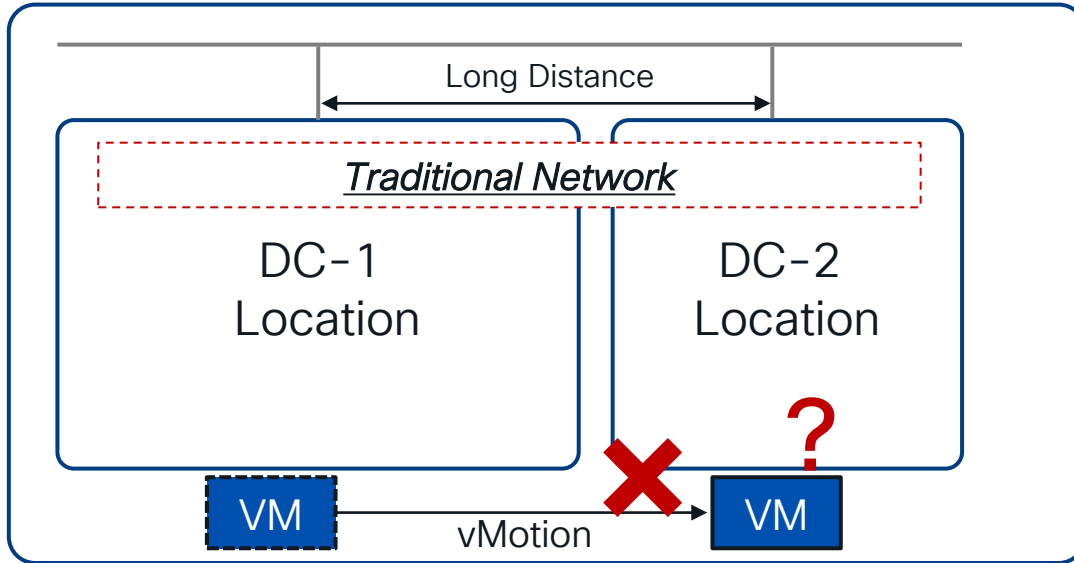 Long Distance
Traditional Network
DC-1
Location
DC-2
Location
?
VM
vMotion
VM